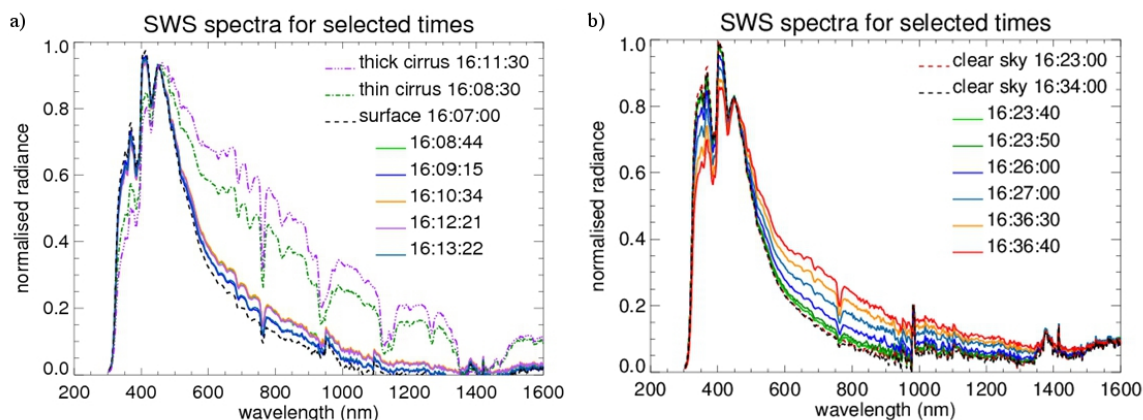 a)
SWS spectra for selected times
normalised radiance
1.0
0.8
0.6
0.4
0.2
0.0
thick cirrus 16:11:30
thin cirrus 16:08:30
surface 16:07:00
16:08:44
16:09:15
16:10:34
16:12:21
16:13:22
200 400 600 800 1000 1200 1400 1600
wavelength (nm)
b)
SWS spectra for selected times
normalised radiance
1.0
0.8
0.6
0.4
0.2
0.0
clear sky 16:23:00
clear sky 16:34:00
16:23:40
16:23:50
16:26:00
16:27:00
16:36:30
16:36:40
200 400 600 800 1000 1200 1400 1600
wavelength (nm)